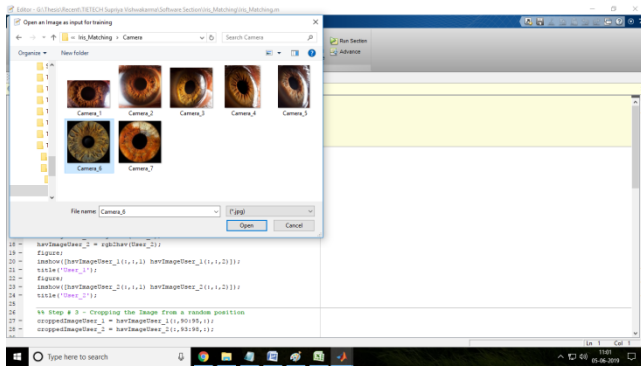 Editor - G:\Thesis\Recent\TIETECH Supriya Vishwakarma\Software Section\Iris_Matching\Iris_Matching.m
Open an Image as input for training
Iris_Matching > Camera
Search Camera
Organize
New folder
Run Section
Advance
Camera_1
Camera_2
Camera_3
Camera_4
Camera_5
Camera_6
Camera_7
File name: Camera_6
(*.jpg)
Open
Cancel
18 - hsvImageUser_2 = rgb2hsv(User_2);
19 - figure;
20 - imshow([hsvImageUser_1(:,:,1) hsvImageUser_1(:,:,2)]);
21 - title('User_1');
22 - figure;
23 - imshow([hsvImageUser_2(:,:,1) hsvImageUser_2(:,:,2)]);
24 - title('User_2');
25
26 %% Step # 3 - Cropping the Image from a random position
27 - croppedImageUser_1 = hsvImageUser_1(:,90:95,:);
28 - croppedImageUser_2 = hsvImageUser_2(:,93:98,:);
Ln 1 Col 1
Type here to search
11:01
05-06-2019